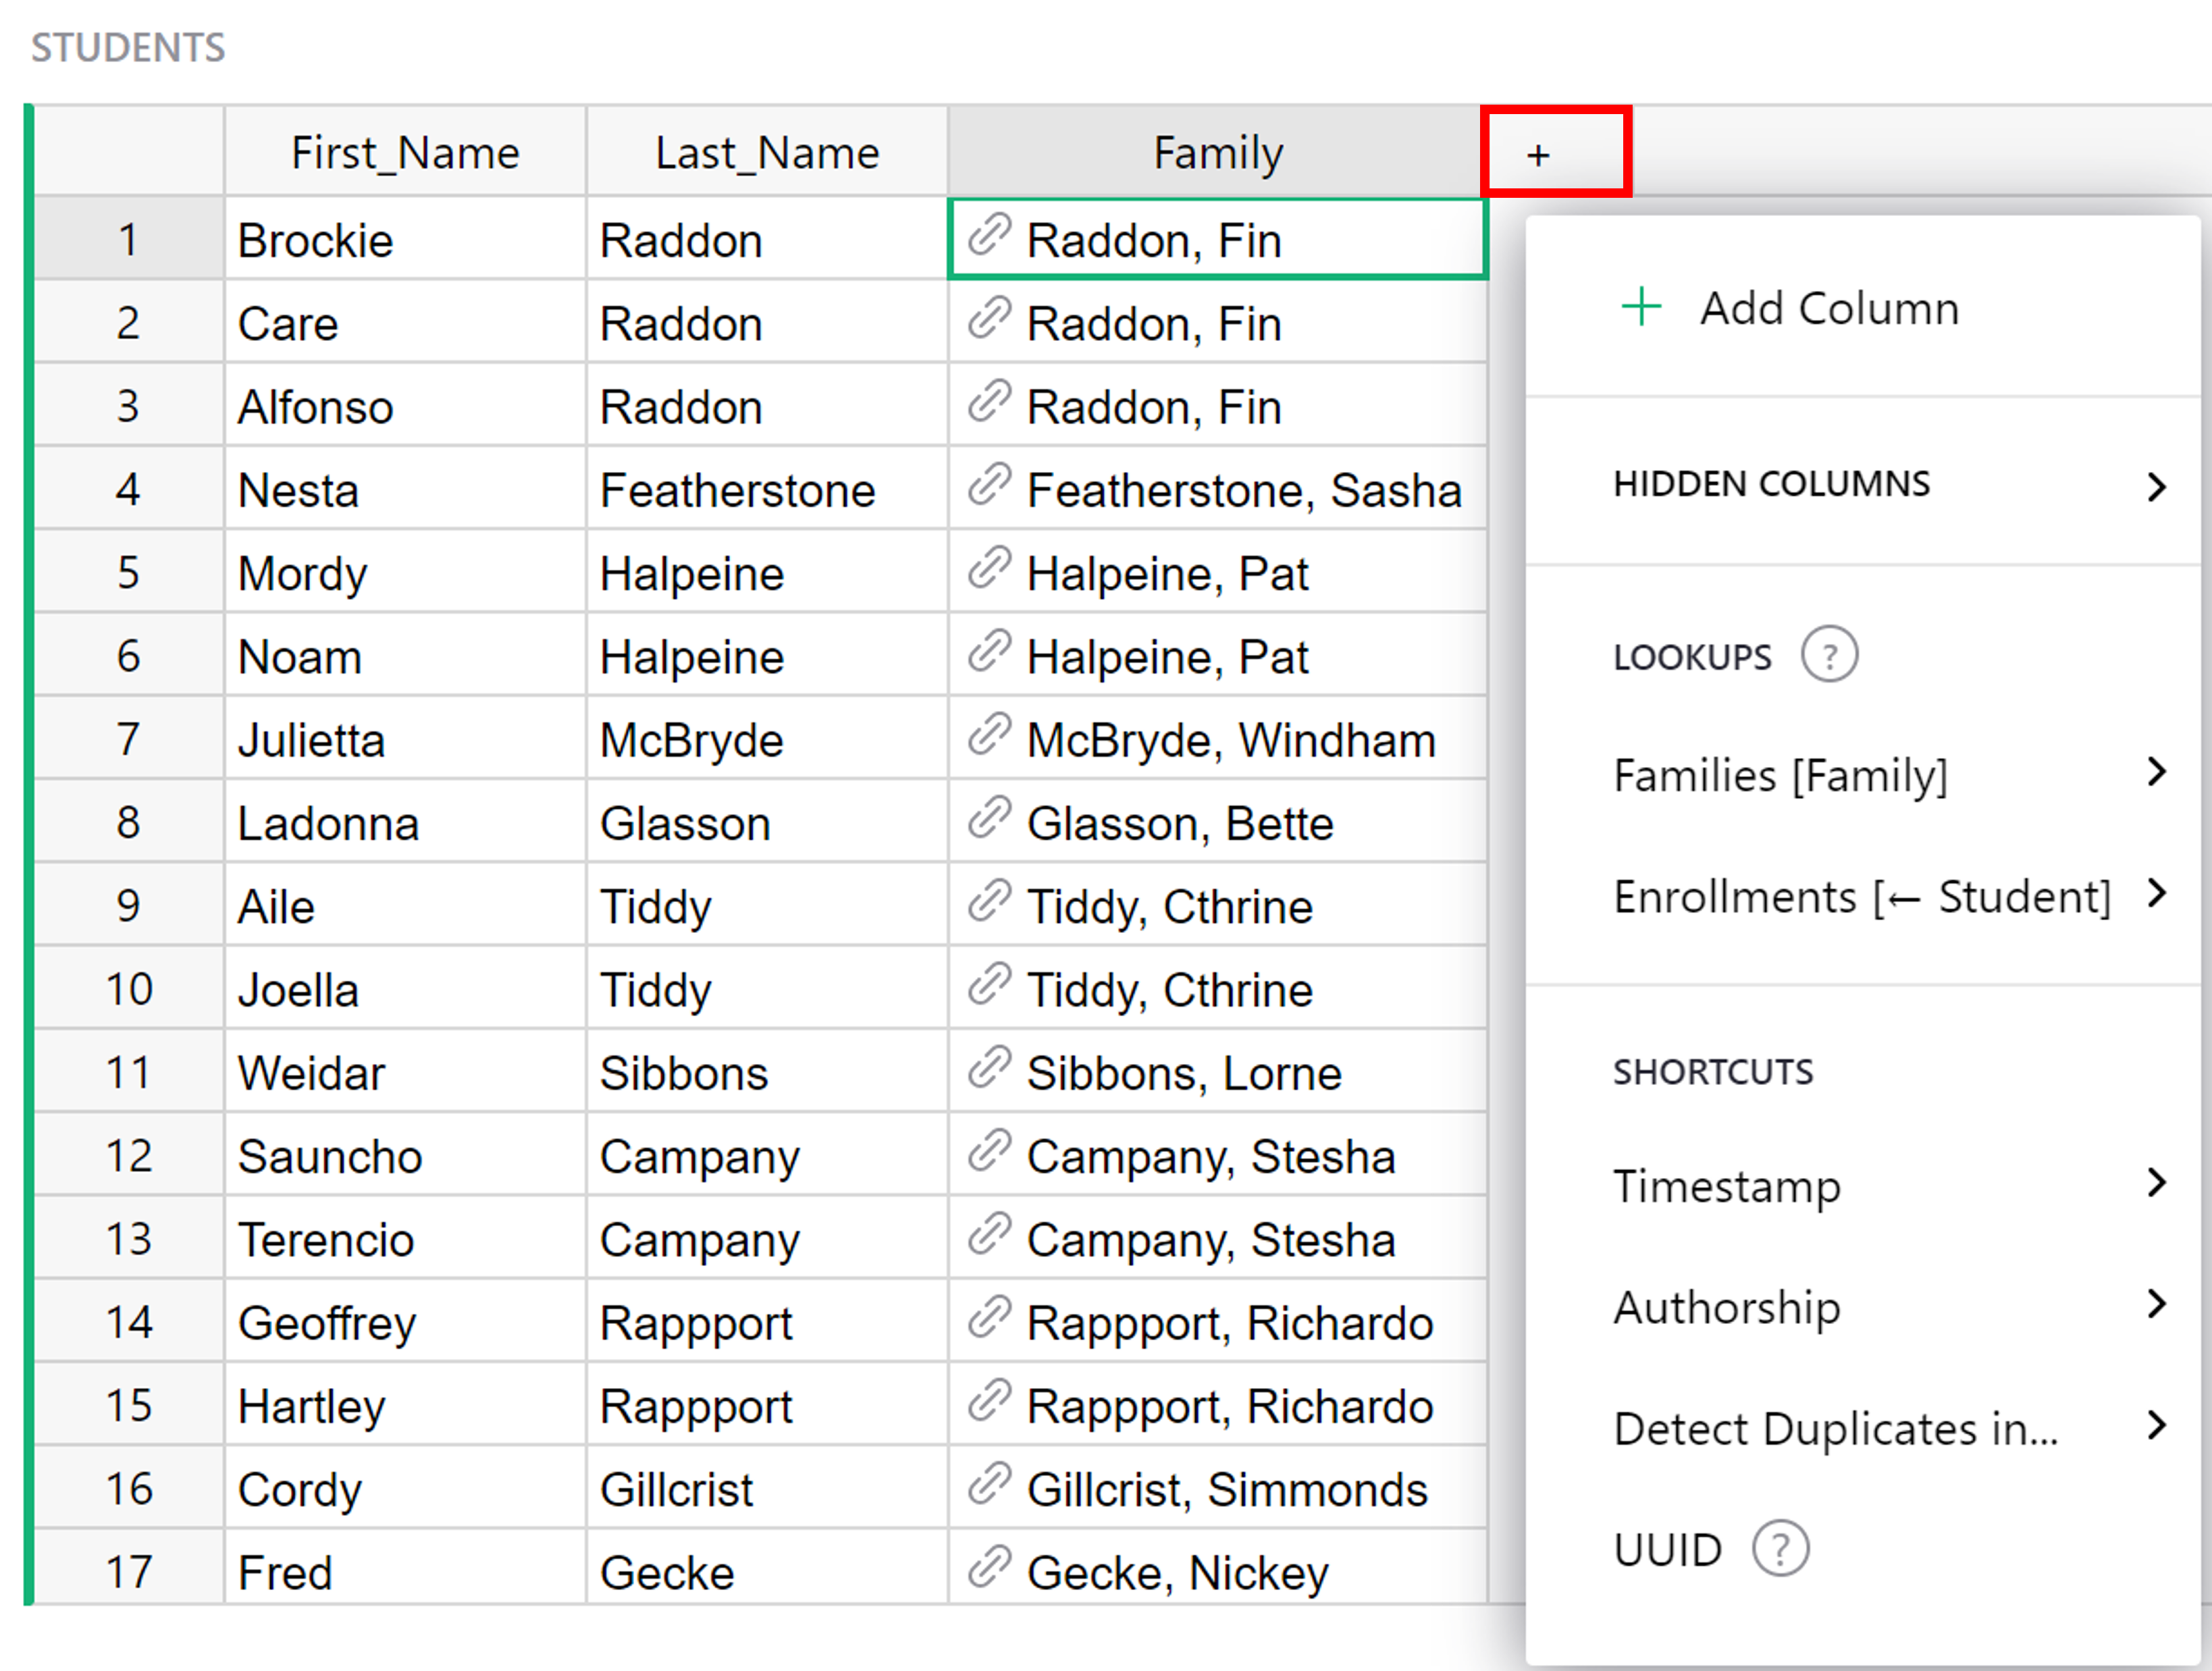 STUDENTS
First_Name Last_Name Family +
1 Brockie Raddon Raddon, Fin
2 Care Raddon Raddon, Fin
3 Alfonso Raddon Raddon, Fin
4 Nesta Featherstone Featherstone, Sasha
5 Mordy Halpeine Halpeine, Pat
6 Noam Halpeine Halpeine, Pat
7 Julietta McBryde McBryde, Windham
8 Ladonna Glasson Glasson, Bette
9 Aile Tiddy Tiddy, Cthrine
10 Joella Tiddy Tiddy, Cthrine
11 Weidar Sibbons Sibbons, Lorne
12 Sauncho Campany Campany, Stesha
13 Terencio Campany Campany, Stesha
14 Geoffrey Rappport Rappport, Richardo
15 Hartley Rappport Rappport, Richardo
16 Cordy Gillcrist Gillcrist, Simmonds
17 Fred Gecke Gecke, Nickey
+ Add Column
HIDDEN COLUMNS >
LOOKUPS ?
Families [Family] >
Enrollments [← Student] >
SHORTCUTS
Timestamp >
Authorship >
Detect Duplicates in... >
UUID ?